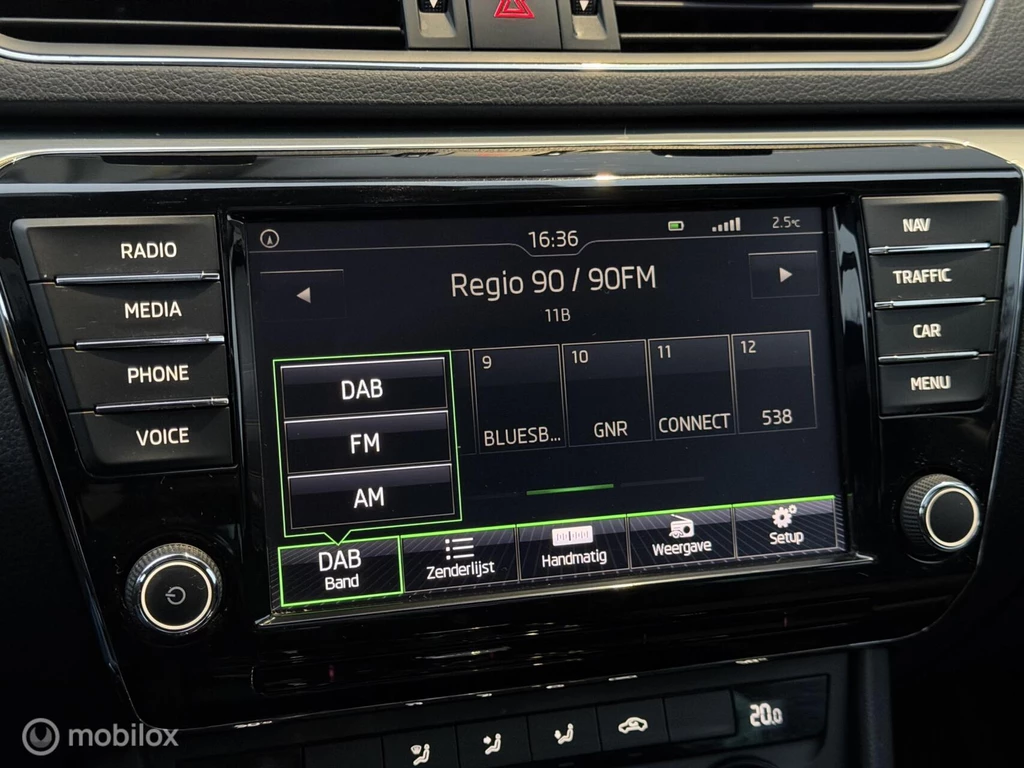 RADIO
MEDIA
PHONE
VOICE
16:36
2.5°C
Regio 90 / 90FM
11B
9
10
11
12
BLUESB...
GNR
CONNECT
538
DAB
FM
AM
DAB
Band
Zenderlijst
Handmatig
Weergave
Setup
NAV
TRAFFIC
CAR
MENU
20.0
mobilox